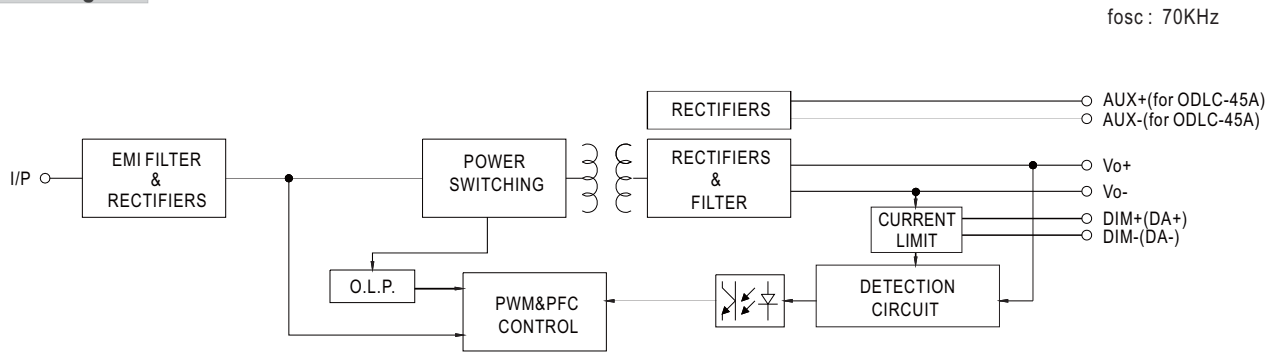 fosc : 70KHz
RECTIFIERS
AUX+(for ODLC-45A)
AUX-(for ODLC-45A)
I/P
EMI FILTER
&
RECTIFIERS
POWER
SWITCHING
RECTIFIERS
&
FILTER
Vo+
Vo-
CURRENT
LIMIT
DIM+(DA+)
DIM-(DA-)
O.L.P.
PWM&PFC
CONTROL
DETECTION
CIRCUIT